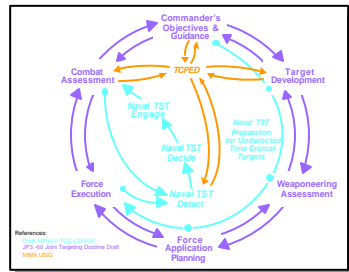 Commander's
Objectives &
Guidance
Combat
Assessment
TCPED
Target
Development
Naval TST
Engage
Naval TST
Preparation
for Undetected
Time Critical
Targets
Naval TST
Decide
Force
Execution
Naval TST
Detect
Weaponeering
Assessment
Force
Application
Planning
References:
JP3 -60 Joint Targeting Doctrine Draft
NIMA USIG